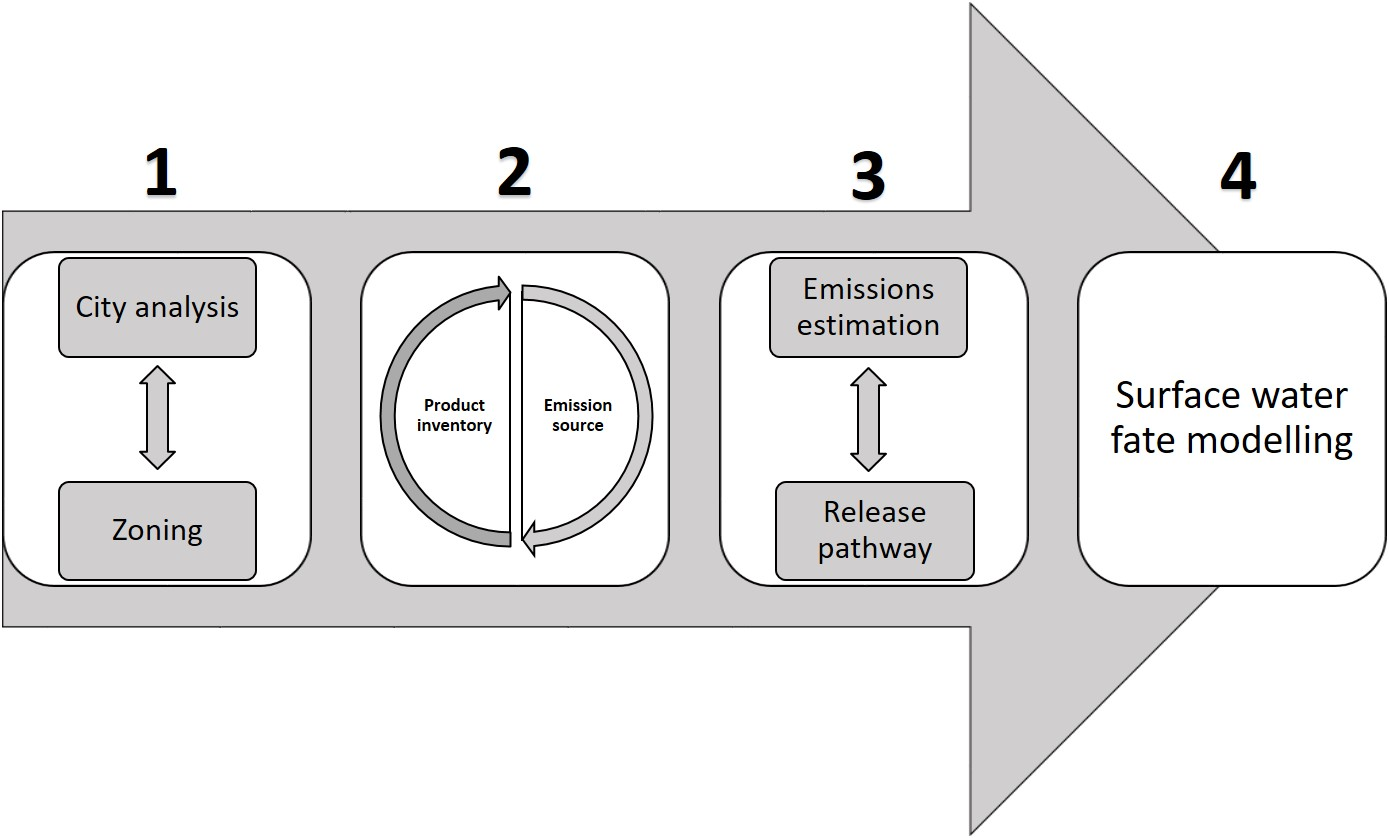 1
2
3
4
City analysis
Zoning
Product
inventory
Emission
source
Emissions
estimation
Release
pathway
Surface water
fate modelling